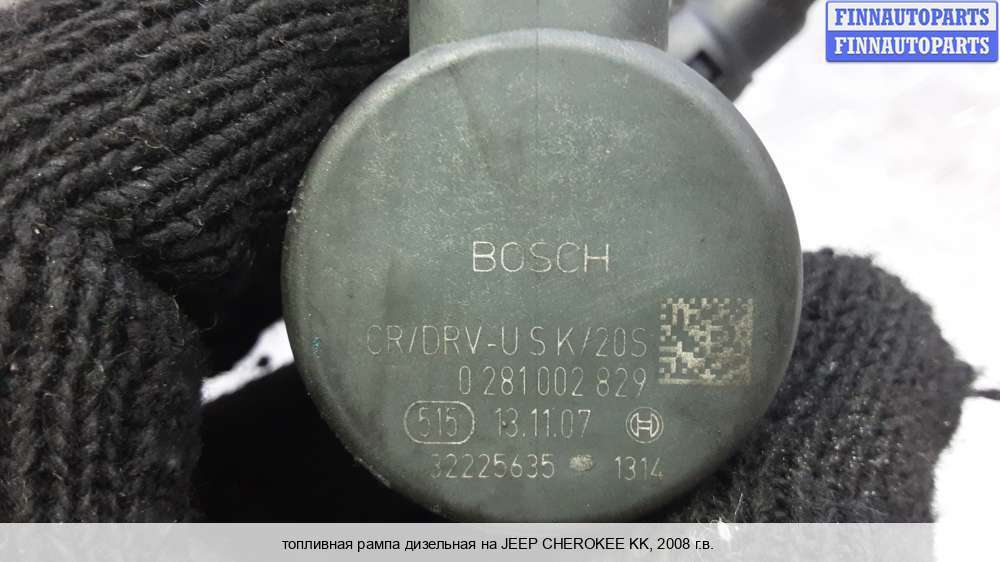 FINNAUTOPARTS
FINNAUTOPARTS
BOSCH
CR/DRV-U S K/20S
0 281 002 829
515 13.11.07
32225635 1314
топливная рампа дизельная на JEEP CHEROKEE KK, 2008 г.в.